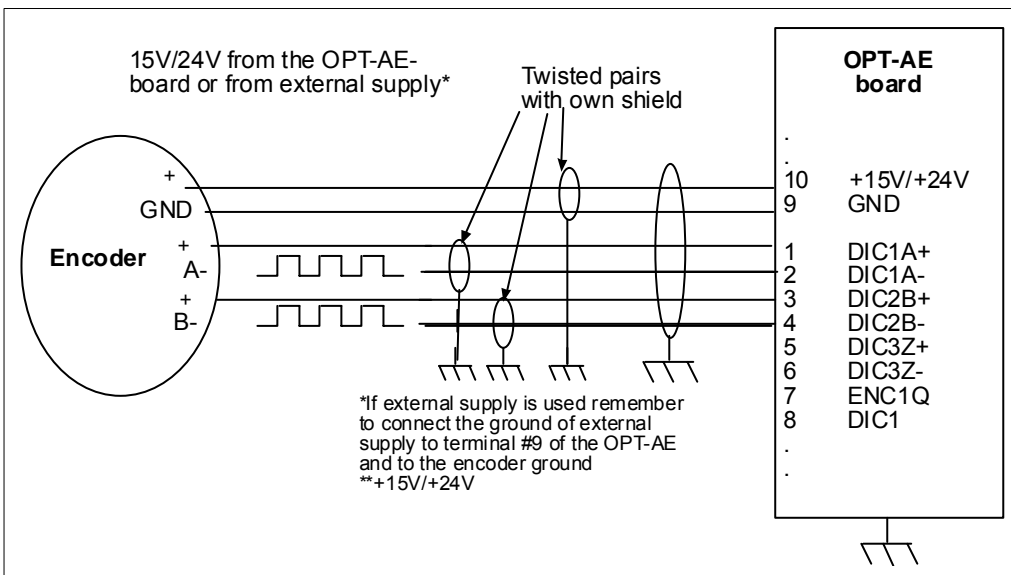 15V/24V from the OPT-AE-
board or from external supply*
Twisted pairs
with own shield
OPT-AE
board
.
.
+
10 +15V/+24V
GND
9 GND
Encoder
+
1 DIC1A+
A-
2 DIC1A-
+
3 DIC2B+
B-
4 DIC2B-
5 DIC3Z+
6 DIC3Z-
7 ENC1Q
8 DIC1
.
.
*If external supply is used remember
to connect the ground of external
supply to terminal #9 of the OPT-AE
and to the encoder ground
**+15V/+24V